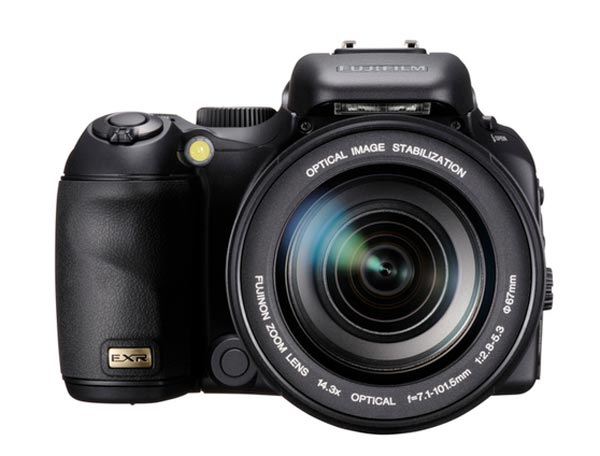 FUJIFILM
OPEN
OPTICAL IMAGE STABILIZATION
FUJINON ZOOM LENS 14.3x OPTICAL f=7.1-101.5mm 1:2.8-5.3 Φ67mm
EXR